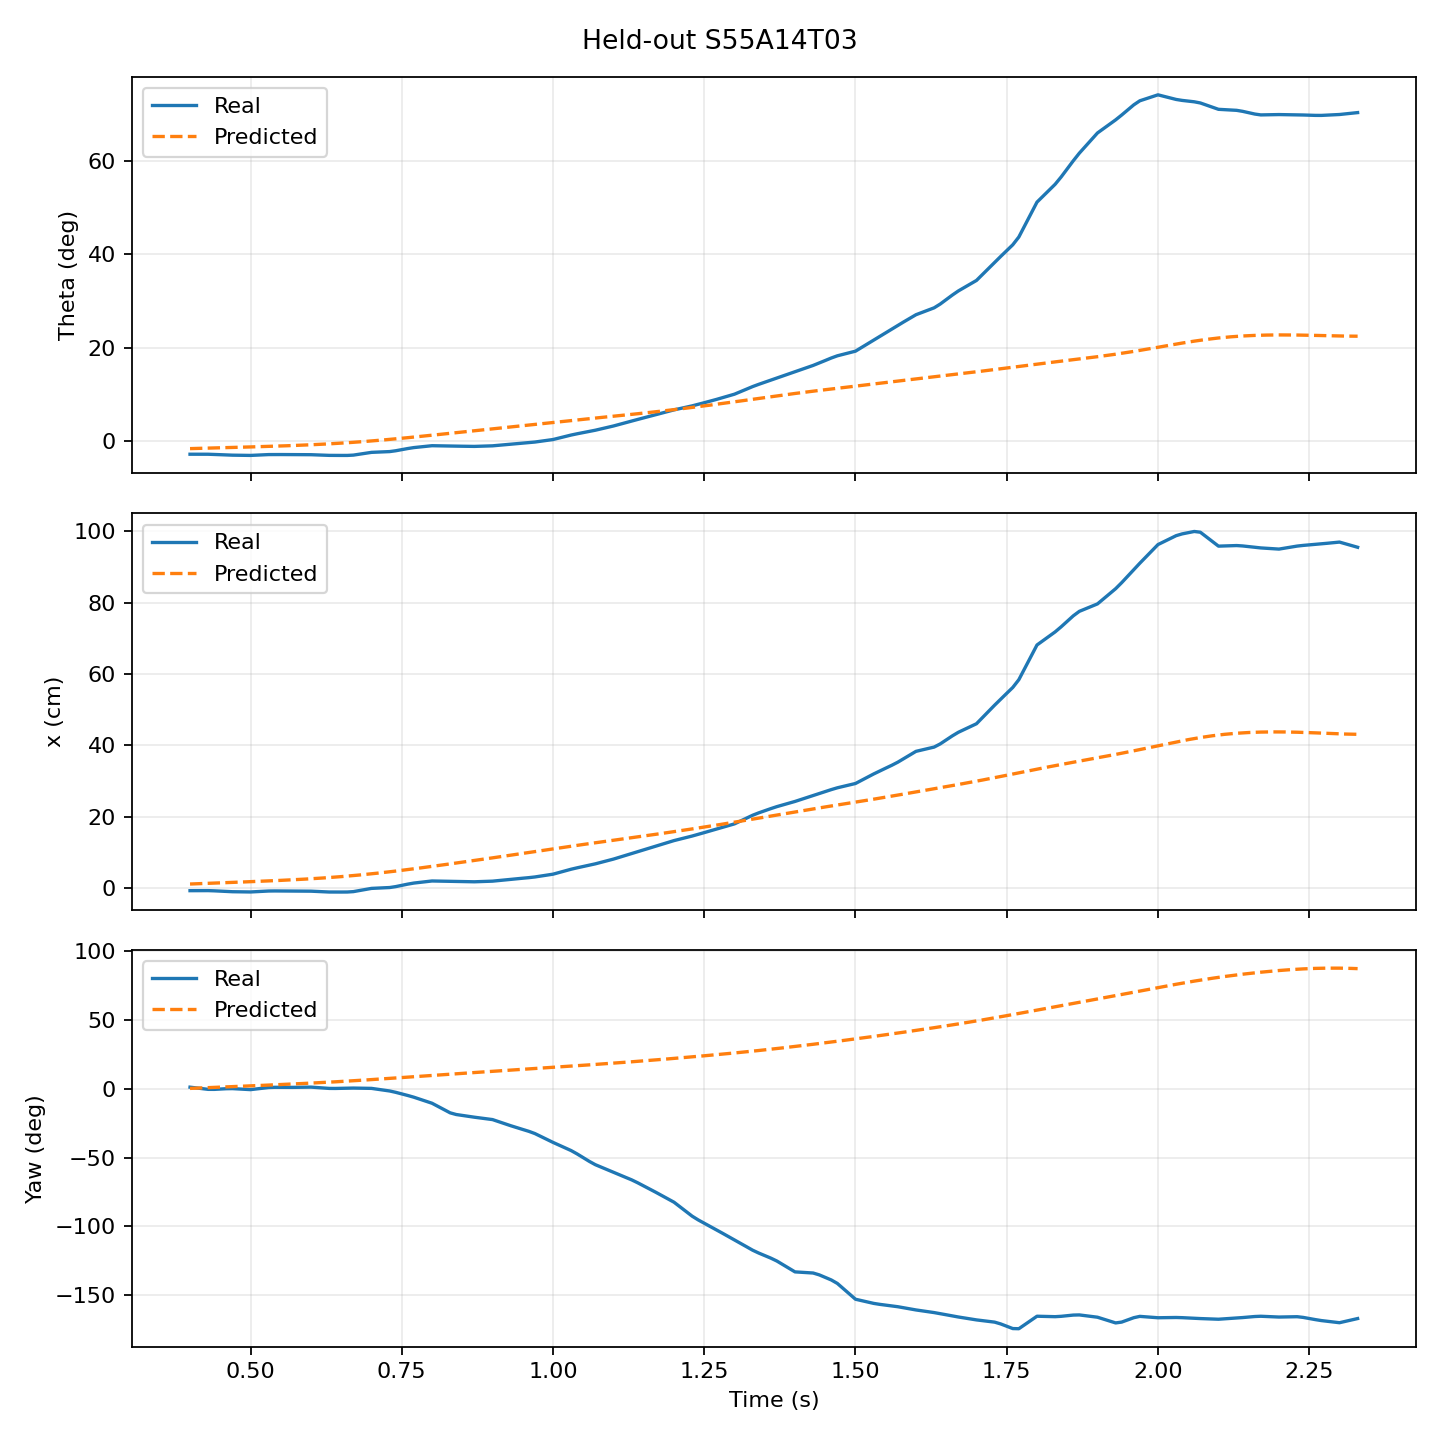 Held-out S55A14T03
Real
Predicted
60
40
20
0
Theta (deg)
Real
Predicted
100
80
60
40
20
0
x (cm)
Real
Predicted
100
50
0
−50
−100
−150
Yaw (deg)
0.50 0.75 1.00 1.25 1.50 1.75 2.00 2.25
Time (s)